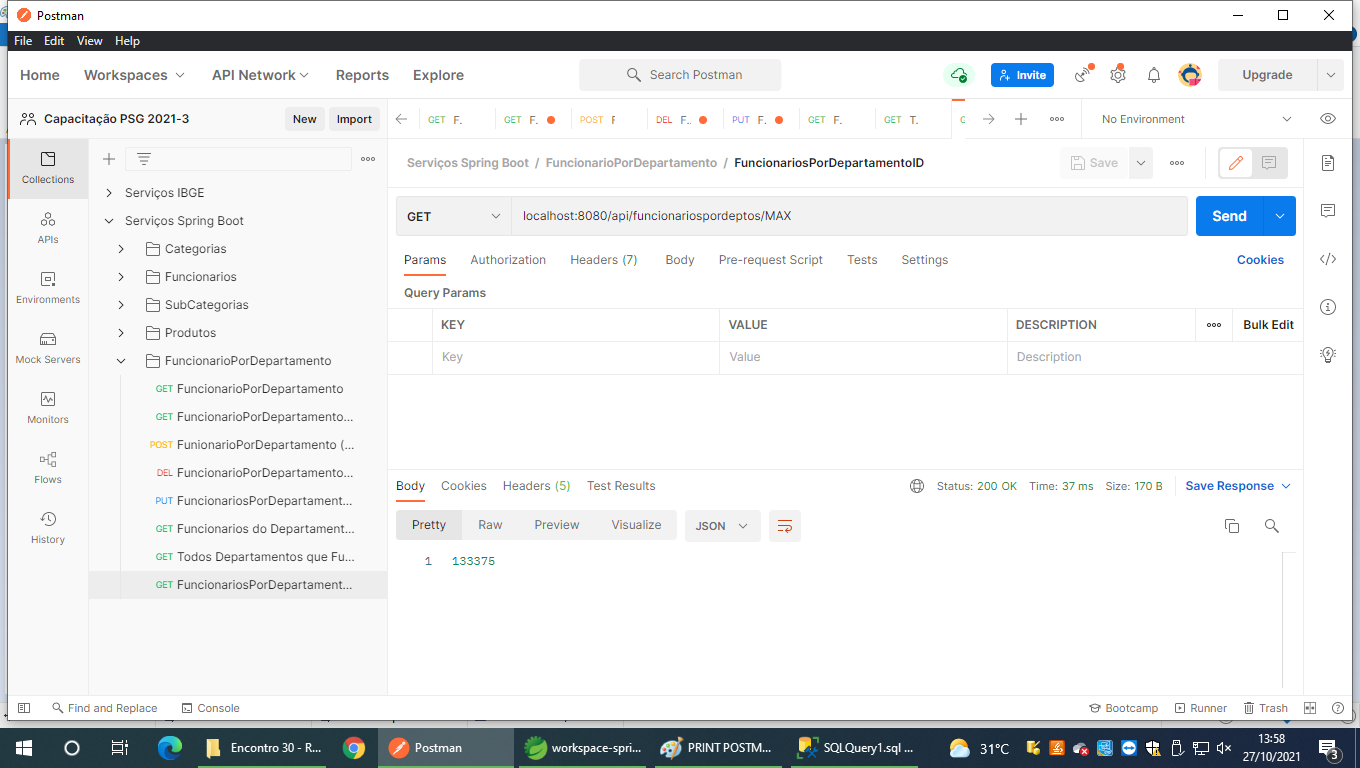 Postman
File Edit View Help
Home Workspaces API Network Reports Explore Search Postman Invite Upgrade
Capacitação PSG 2021-3 New Import GET F. GET F. POST F DEL F.. PUT F. GET F. GET T. No Environment
Collections
APIs
Environments
Mock Servers
Monitors
Flows
History
Serviços IBGE
Serviços Spring Boot
Categorias
Funcionarios
SubCategorias
Produtos
FuncionarioPorDepartamento
GET FuncionarioPorDepartamento
GET FuncionarioPorDepartamento...
POST FunionarioPorDepartamento (...
DEL FuncionarioPorDepartamento...
PUT FuncionariosPorDepartament...
GET Funcionarios do Departament...
GET Todos Departamentos que Fu...
GET FuncionariosPorDepartament...
Serviços Spring Boot / FuncionarioPorDepartamento / FuncionariosPorDepartamentoID Save
GET localhost:8080/api/funcionariospordeptos/MAX Send
Params Authorization Headers (7) Body Pre-request Script Tests Settings Cookies
Query Params
KEY VALUE DESCRIPTION Bulk Edit
Key Value Description
Body Cookies Headers (5) Test Results Status: 200 OK Time: 37 ms Size: 170 B Save Response
Pretty Raw Preview Visualize JSON
1 133375
Find and Replace Console Bootcamp Runner Trash
Encontro 30 - R... Postman workspace-spri... PRINT POSTM... SQLQuery1.sql ... 31°C 13:58
27/10/2021 3